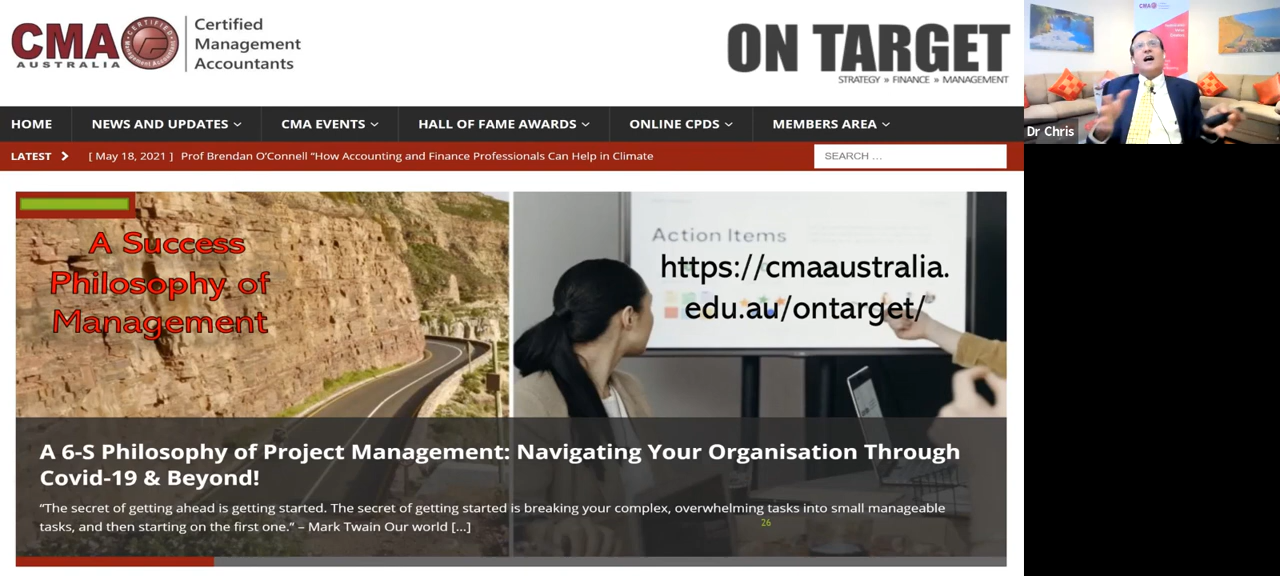 CMA
AUSTRALIA
Certified
Management
Accountants
ON TARGET
STRATEGY » FINANCE » MANAGEMENT
Dr Chris
HOME
NEWS AND UPDATES
CMA EVENTS
HALL OF FAME AWARDS
ONLINE CPDS
MEMBERS AREA
LATEST
[ May 18, 2021 ] Prof Brendan O’Connell “How Accounting and Finance Professionals Can Help in Climate
SEARCH …
A Success
Philosophy of
Management
Action Items
https://cmaaustralia.
edu.au/ontarget/
A 6-S Philosophy of Project Management: Navigating Your Organisation Through
Covid-19 & Beyond!
“The secret of getting ahead is getting started. The secret of getting started is breaking your complex, overwhelming tasks into small manageable
tasks, and then starting on the first one.” – Mark Twain Our world [...]
26